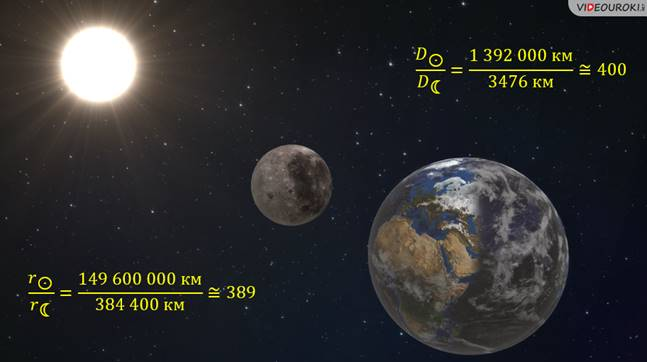 VIDEOUROKI
D☉/D☾ = 1 392 000 км/3476 км ≅ 400
r☉/r☾ = 149 600 000 км/384 400 км ≅ 389